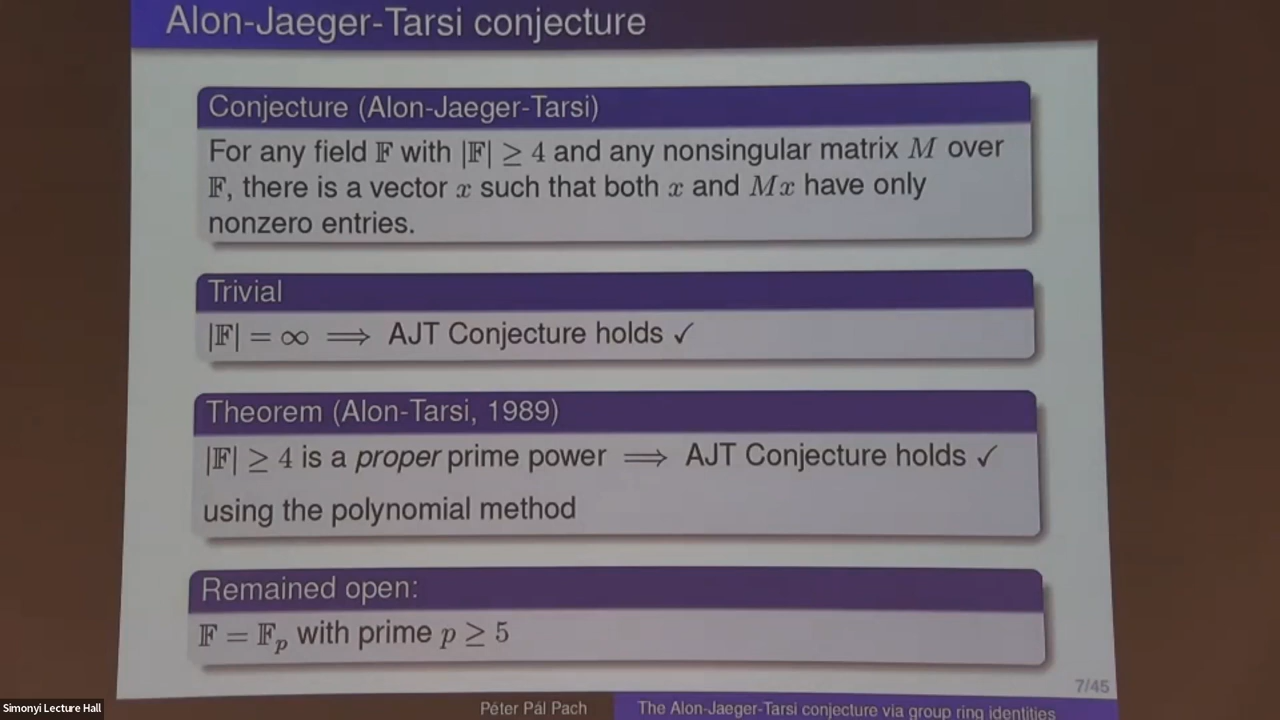 Alon-Jaeger-Tarsi conjecture
Conjecture (Alon-Jaeger-Tarsi)
For any field 𝔽 with |𝔽| ≥ 4 and any nonsingular matrix M over
𝔽, there is a vector x such that both x and Mx have only
nonzero entries.
Trivial
|𝔽| = ∞ ⟹ AJT Conjecture holds ✓
Theorem (Alon-Tarsi, 1989)
|𝔽| ≥ 4 is a proper prime power ⟹ AJT Conjecture holds ✓
using the polynomial method
Remained open:
𝔽 = 𝔽ₚ with prime p ≥ 5
7/45
Simonyi Lecture Hall
Péter Pál Pach
The Alon-Jaeger-Tarsi conjecture via group ring identities